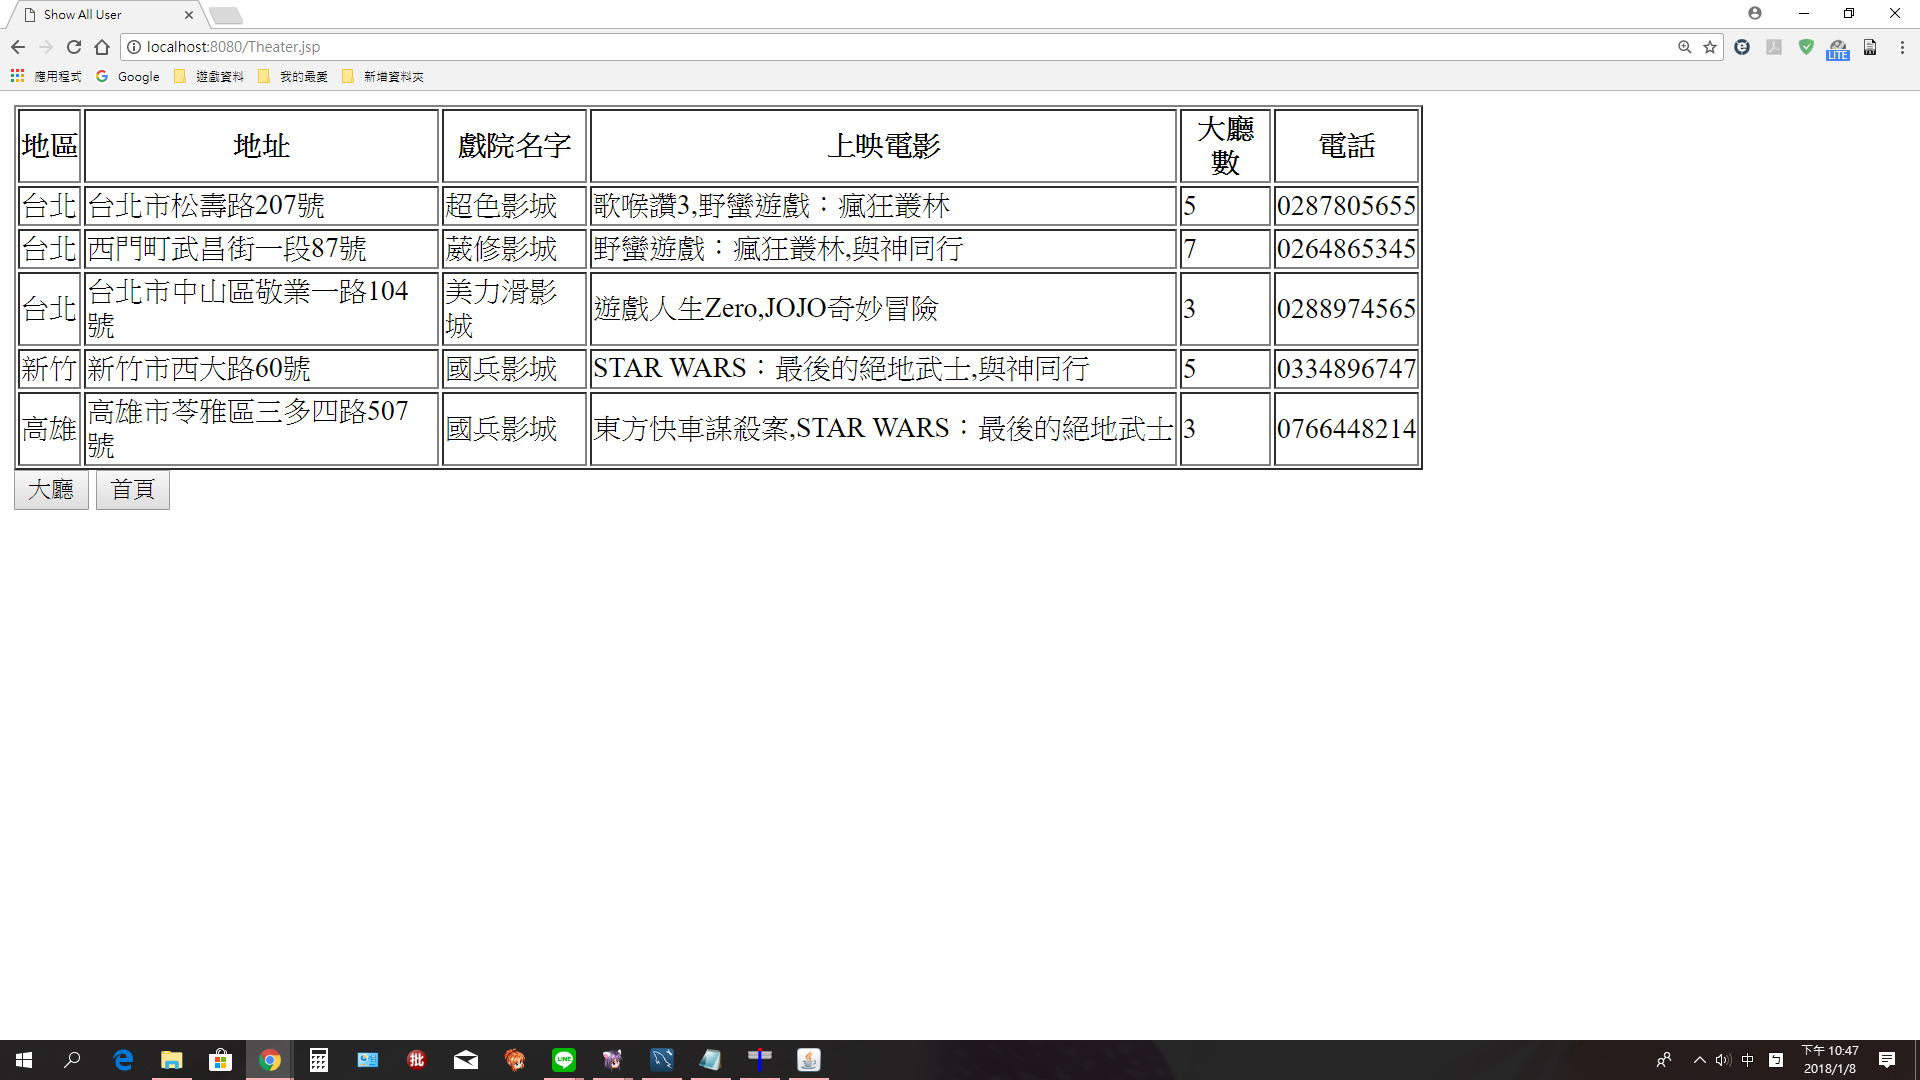 Show All User
localhost:8080/Theater.jsp
應用程式 Google 遊戲資料 我的最愛 新增資料夾
地區 地址 戲院名字 上映電影 大廳數 電話
台北 台北市松壽路207號 超色影城 歌喉讚3,野蠻遊戲：瘋狂叢林 5 0287805655
台北 西門町武昌街一段87號 葳修影城 野蠻遊戲：瘋狂叢林,與神同行 7 0264865345
台北 台北市中山區敬業一路104號 美力滑影城 遊戲人生Zero,JOJO奇妙冒險 3 0288974565
新竹 新竹市西大路60號 國兵影城 STAR WARS：最後的絕地武士,與神同行 5 0334896747
高雄 高雄市苓雅區三多四路507號 國兵影城 東方快車謀殺案,STAR WARS：最後的絕地武士 3 0766448214
大廳 首頁
LITE
批
LINE
中
下午 10:47
2018/1/8